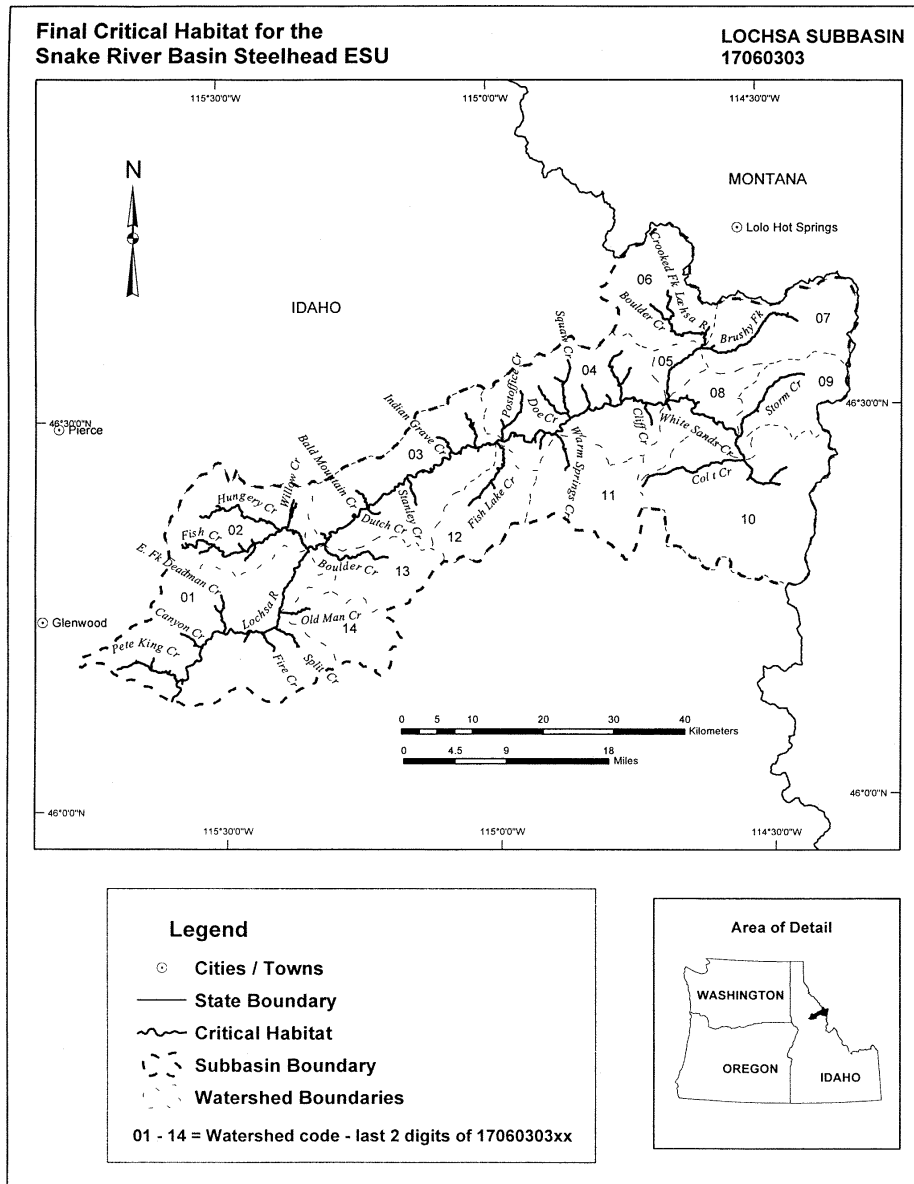 Final Critical Habitat for the
Snake River Basin Steelhead ESU
LOCHSA SUBBASIN
17060303
115°30'0"W
115°0'0"W
114°30'0"W
N
MONTANA
Lolo Hot Springs
IDAHO
06
Crooked Fk Lochsa R
Boulder Cr
Brushy Fk
07
Squaw Cr
04
05
08
09
Storm Cr
Postoffice Cr
Doe Cr
46°30'0"N
46°30'0"N
Pierce
Indian Grave Cr
03
Cliff Cr
White Sands Cr
Colt Cr
Bald Mountain Cr
Willow Cr
Warm Springs Cr
Stanley Cr
Fish Lake Cr
11
10
Hungery Cr
Dutch Cr
02
Fish Cr
12
E. Fk Deadman Cr
Boulder Cr
13
01
Lochsa R
Old Man Cr
14
Glenwood
Canyon Cr
Pete King Cr
Fire Cr
Split Cr
0 5 10 20 30 40
Kilometers
0 4.5 9 18
Miles
46°0'0"N
46°0'0"N
115°30'0"W
115°0'0"W
114°30'0"W
Legend
Cities / Towns
State Boundary
Critical Habitat
Subbasin Boundary
Watershed Boundaries
01 - 14 = Watershed code - last 2 digits of 17060303xx
Area of Detail
WASHINGTON
OREGON
IDAHO